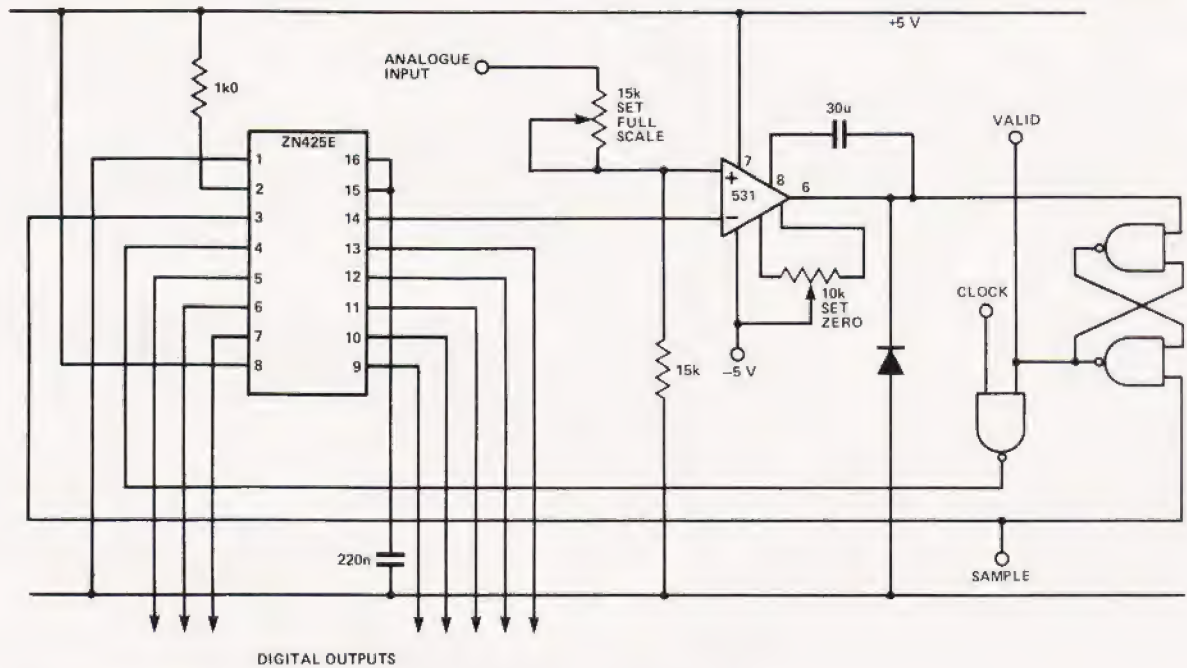 +5 V
ANALOGUE
INPUT
15k
SET
FULL
SCALE
30u
VALID
1k0
ZN425E
1
2
3
4
5
6
7
8
16
15
14
13
12
11
10
9
+
−
531
7
8
6
10k
SET
ZERO
−5 V
15k
CLOCK
220n
SAMPLE
DIGITAL OUTPUTS